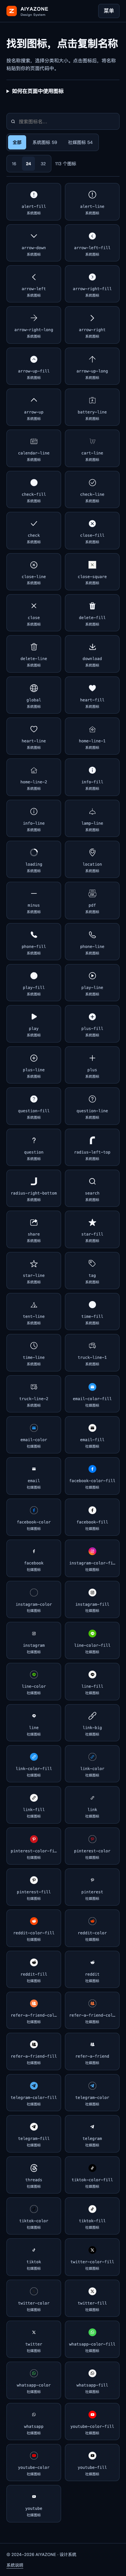 AIYAZONE
Design System
菜单
找到图标，点击复制名称
按名称搜索，选择分类和大小。点击图标后，将名称
粘贴到你的页面代码中。
▸ 如何在页面中使用图标
搜索图标名称…
全部 系统图标 59 社媒图标 54
16 24 32 113 个图标
alert-fill alert-line
系统图标 系统图标
arrow-down arrow-left-fill
系统图标 系统图标
arrow-left arrow-right-fill
系统图标 系统图标
arrow-right-long arrow-right
系统图标 系统图标
arrow-up-fill arrow-up-long
系统图标 系统图标
arrow-up battery-line
系统图标 系统图标
calendar-line cart-line
系统图标 系统图标
check-fill check-line
系统图标 系统图标
check close-fill
系统图标 系统图标
close-line close-square
系统图标 系统图标
close delete-fill
系统图标 系统图标
delete-line download
系统图标 系统图标
global heart-fill
系统图标 系统图标
heart-line home-line-1
系统图标 系统图标
home-line-2 info-fill
系统图标 系统图标
info-line lamp-line
系统图标 系统图标
loading location
系统图标 系统图标
minus pdf
系统图标 系统图标
phone-fill phone-line
系统图标 系统图标
play-fill play-line
系统图标 系统图标
play plus-fill
系统图标 系统图标
plus-line plus
系统图标 系统图标
question-fill question-line
系统图标 系统图标
question radius-left-top
系统图标 系统图标
radius-right-bottom search
系统图标 系统图标
share star-fill
系统图标 系统图标
star-line tag
系统图标 系统图标
tent-line time-fill
系统图标 系统图标
time-line truck-line-1
系统图标 系统图标
truck-line-2 email-color-fill
系统图标 社媒图标
email-color email-fill
社媒图标 社媒图标
email facebook-color-fill
社媒图标 社媒图标
facebook-color facebook-fill
社媒图标 社媒图标
facebook instagram-color-fi…
社媒图标 社媒图标
instagram-color instagram-fill
社媒图标 社媒图标
instagram line-color-fill
社媒图标 社媒图标
line-color line-fill
社媒图标 社媒图标
line link-big
社媒图标 社媒图标
link-color-fill link-color
社媒图标 社媒图标
link-fill link
社媒图标 社媒图标
pinterest-color-fi… pinterest-color
社媒图标 社媒图标
pinterest-fill pinterest
社媒图标 社媒图标
reddit-color-fill reddit-color
社媒图标 社媒图标
reddit-fill reddit
社媒图标 社媒图标
refer-a-friend-col… refer-a-friend-col…
社媒图标 社媒图标
refer-a-friend-fill refer-a-friend
社媒图标 社媒图标
telegram-color-fill telegram-color
社媒图标 社媒图标
telegram-fill telegram
社媒图标 社媒图标
threads tiktok-color-fill
社媒图标 社媒图标
tiktok-color tiktok-fill
社媒图标 社媒图标
tiktok twitter-color-fill
社媒图标 社媒图标
twitter-color twitter-fill
社媒图标 社媒图标
twitter whatsapp-color-fill
社媒图标 社媒图标
whatsapp-color whatsapp-fill
社媒图标 社媒图标
whatsapp youtube-color-fill
社媒图标 社媒图标
youtube-color youtube-fill
社媒图标 社媒图标
youtube
社媒图标
© 2024–2026 AIYAZONE · 设计系统
系统说明